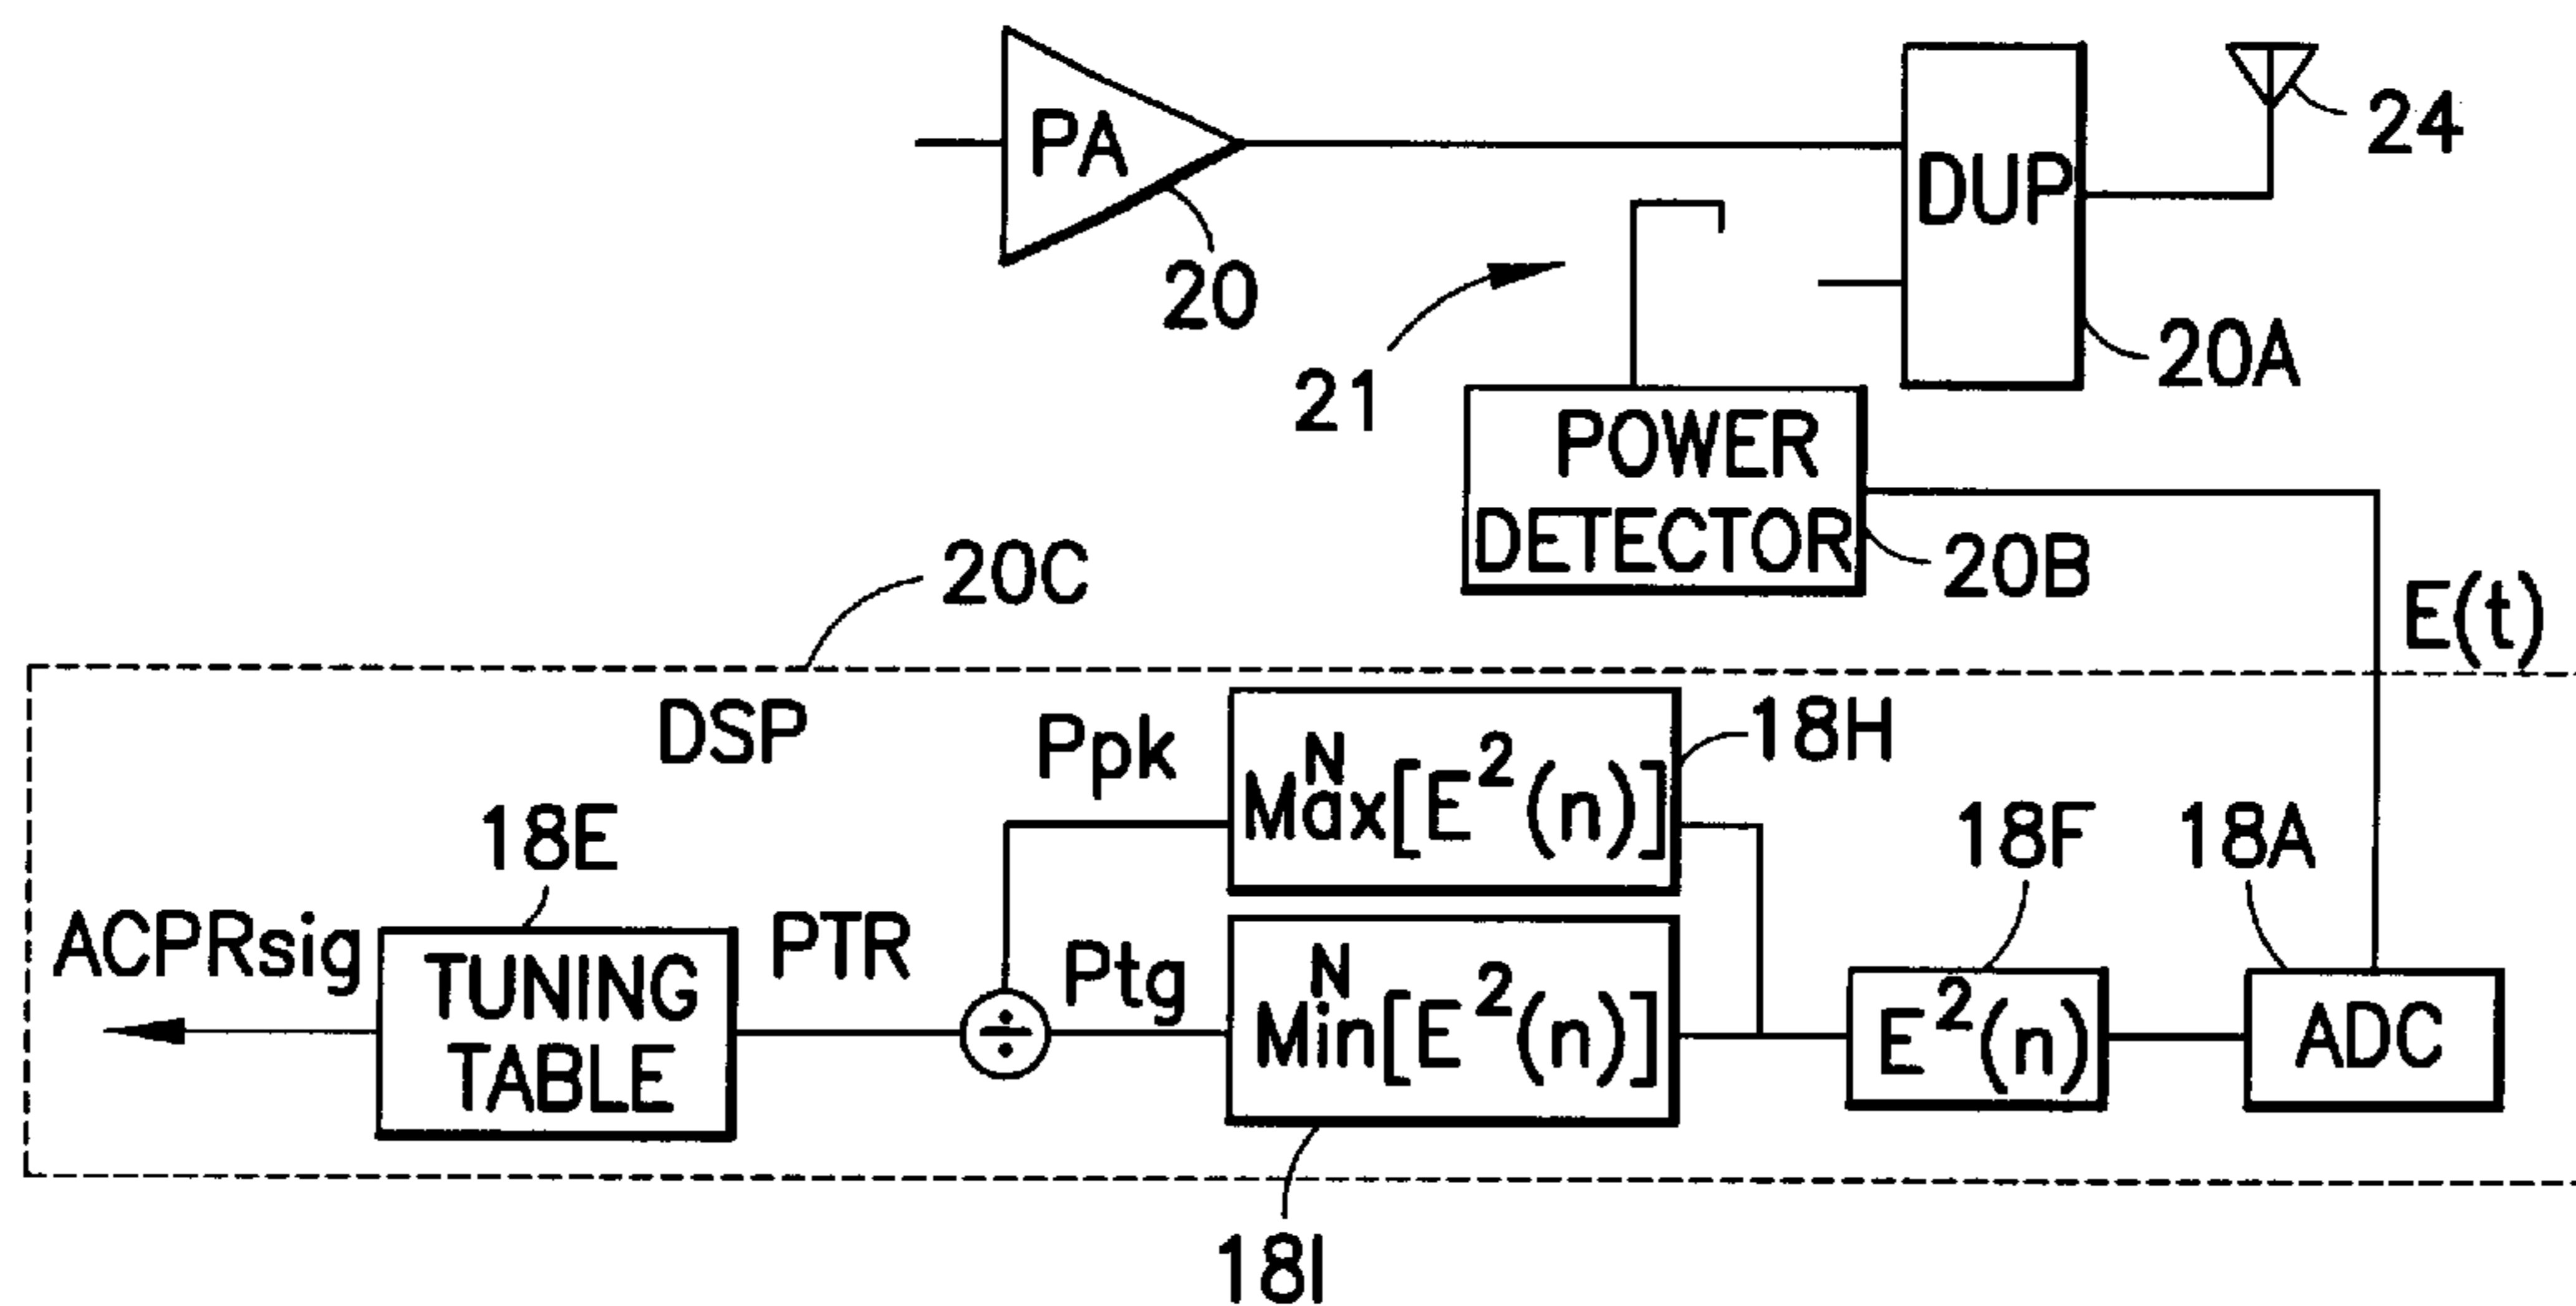 PA
20
DUP
24
20A
21
POWER
DETECTOR
20B
E(t)
20C
DSP
Ppk
N
Max[E²(n)]
18H
18E
ACPRsig
TUNING
TABLE
PTR
÷
Ptg
N
Min[E²(n)]
18I
18F
E²(n)
18A
ADC